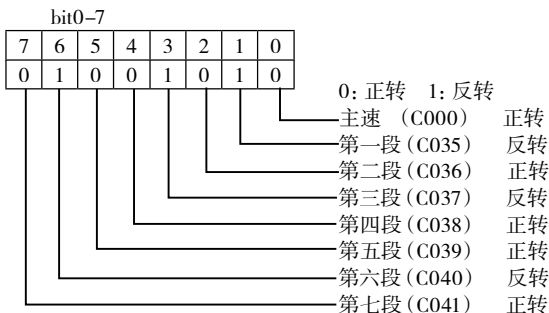 bit0-7
7 6 5 4 3 2 1 0
0 1 0 0 1 0 1 0
0: 正转 1: 反转
主速 (C000) 正转
第一段(C035) 反转
第二段(C036) 正转
第三段(C037) 反转
第四段(C038) 正转
第五段(C039) 正转
第六段(C040) 反转
第七段(C041) 正转